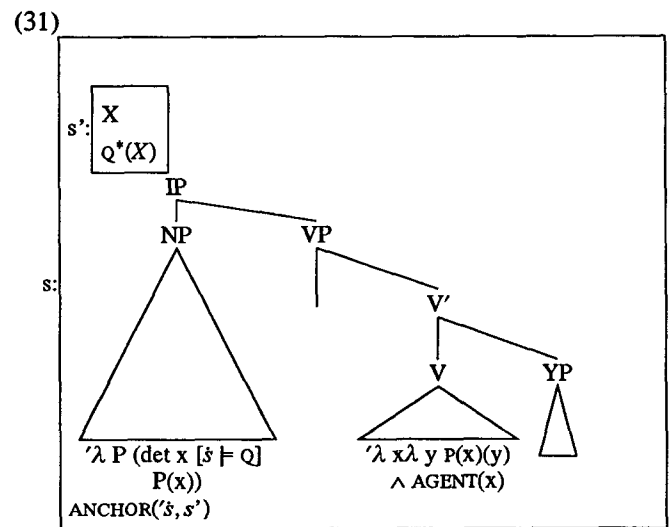 (31)
X
s':
Q*(X)
IP
NP VP
s:
V′
V YP
'λ P (det x [ṡ ⊨ Q] 'λ xλ y P(x)(y)
P(x)) ∧ AGENT(x)
ANCHOR('ṡ, s')